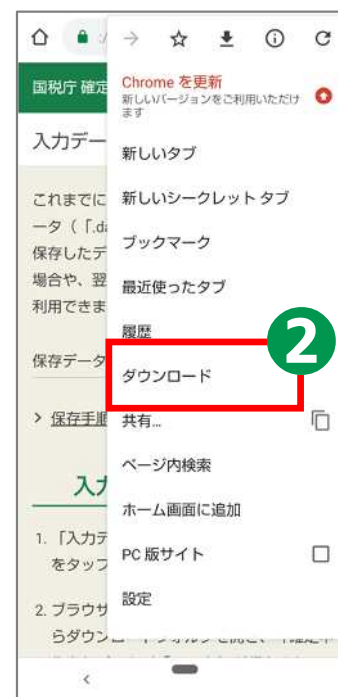 Chrome を更新
新しいバージョンをご利用いただけ
ます
新しいタブ
新しいシークレット タブ
ブックマーク
最近使ったタブ
履歴
2
ダウンロード
共有...
ページ内検索
ホーム画面に追加
PC 版サイト
設定
国税庁 確定
入力デー
これまでに
ータ（「.da
保存したデ
場合や、翌
利用できま
保存データ
> 保存手順
入力
1. 「入力デ
をタップ
2. ブラウザ
らダウン